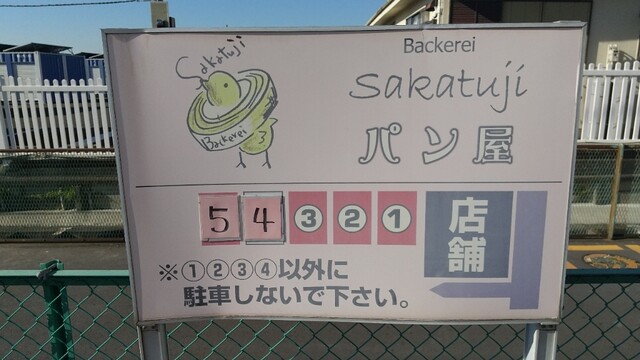 Sakatuji
Backerei
Backerei
sakatuji
パン屋
5 4 ③ ② ① 店舗
※①②③④以外に
駐車しないで下さい。